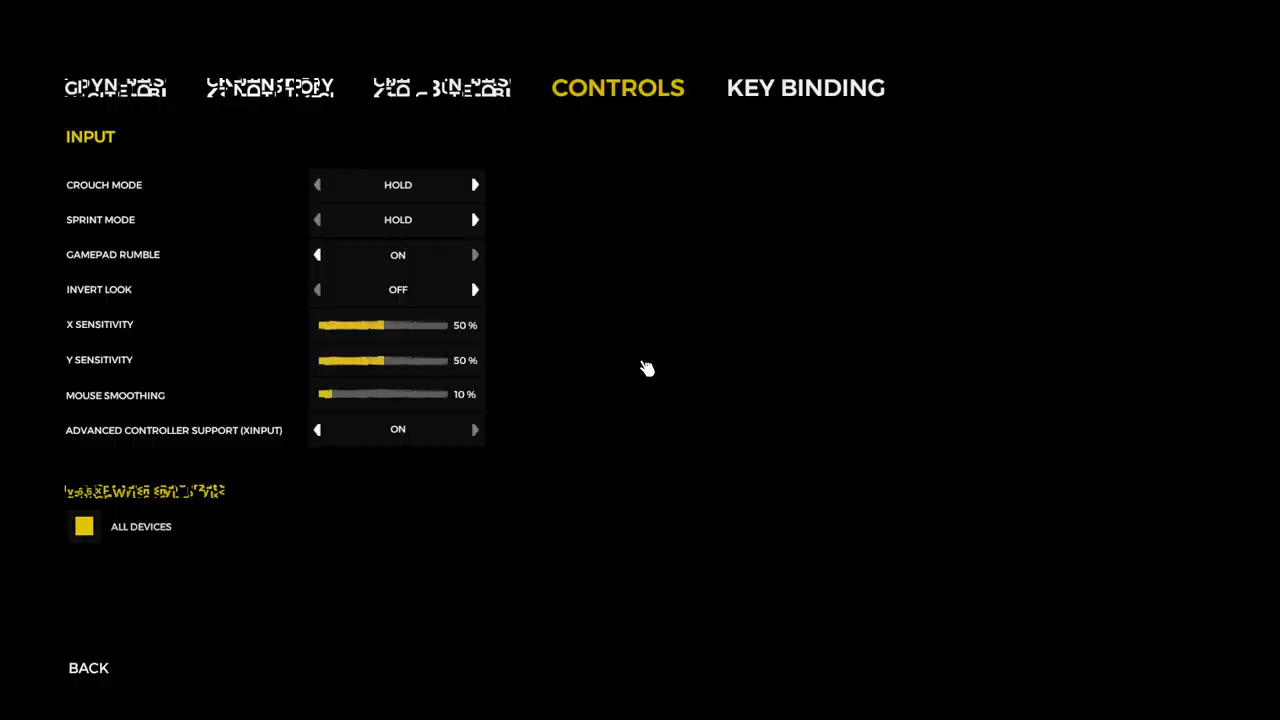 CONTROLS KEY BINDING
INPUT
CROUCH MODE HOLD
SPRINT MODE HOLD
GAMEPAD RUMBLE ON
INVERT LOOK OFF
X SENSITIVITY 50 %
Y SENSITIVITY 50 %
MOUSE SMOOTHING 10 %
ADVANCED CONTROLLER SUPPORT (XINPUT) ON
ALL DEVICES
BACK